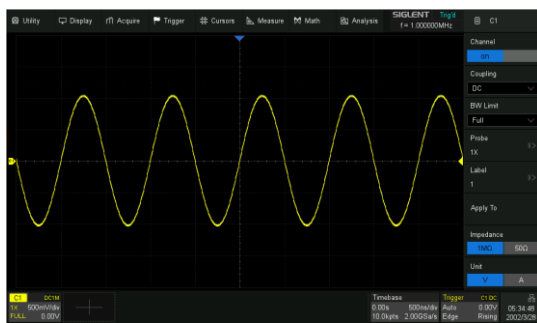 Utility Display Acquire Trigger Cursors Measure Math Analysis SIGLENT Trig'd C1
f = 1.000000MHz
Channel
on
Coupling
DC
BW Limit
Full
Probe
1X
Label
1
Apply To
Impedance
1MΩ 50Ω
Unit
V A
C1 DC1M
1X 500mV/div
FULL 0.00V
Timebase
0.00s 500ns/div
10.0kpts 2.00GSa/s
Trigger C1 DC
Auto 0.00V
Edge Rising
05:34:48
2002/3/28